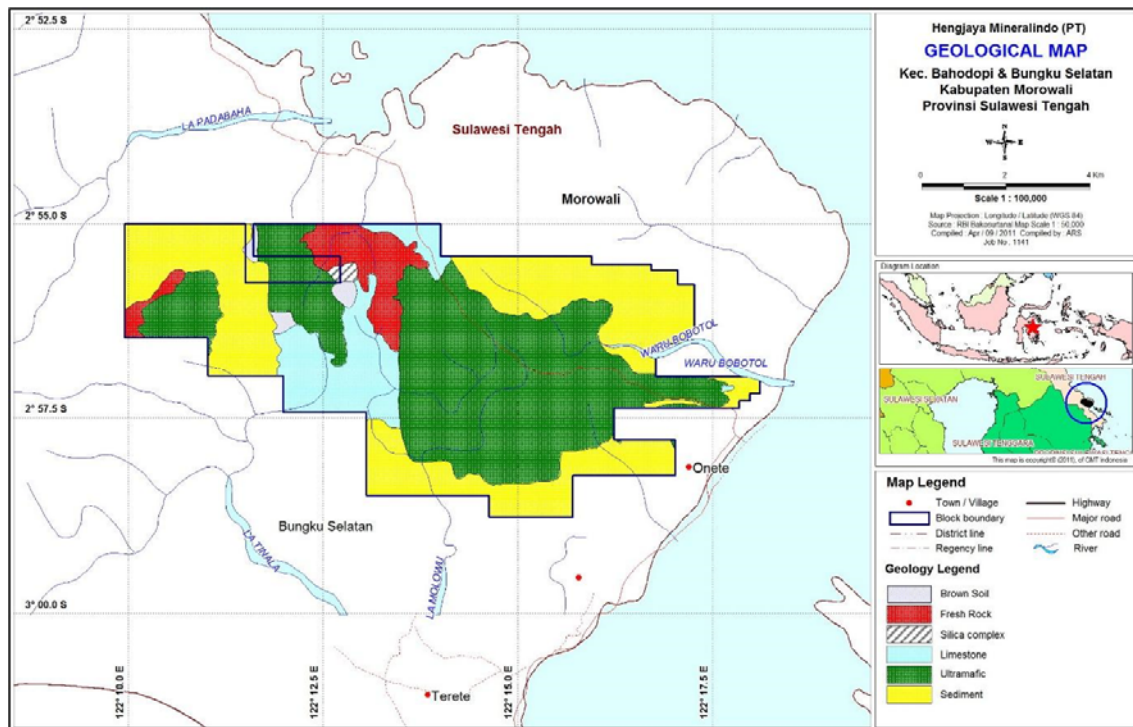 2° 52.5 S
2° 55.0 S
2° 57.5 S
3° 00.0 S
122° 10.0 E
122° 12.5 E
122° 15.0 E
122° 17.5 E
LA PADABAHA
Sulawesi Tengah
Morowali
WARU BOBOTOL
WARU BOBOTOL
Onete
Bungku Selatan
LA TINALA
LA MOLOWU
Terete
Hengjaya Mineralindo (PT)
GEOLOGICAL MAP
Kec. Bahodopi & Bungku Selatan
Kabupaten Morowali
Provinsi Sulawesi Tengah
N
W E
S
0 2 4 Km
Scale 1 : 100,000
Map Projection : Longitude / Latitude (WGS 84)
Source : RBI Bakosurtanal Map Scale 1 : 50,000
Compiled : Apr / 09 / 2011 Compiled by : ARS
Job No : 1141
Diagram Location
SULAWESI TENGAH
SULAWESI SELATAN
SULAWESI TENGGARA
This map is copyright© (2011), of CMT Indonesia
Map Legend
Town / Village
Highway
Block boundary
Major road
District line
Other road
Regency line
River
Geology Legend
Brown Soil
Fresh Rock
Silica complex
Limestone
Ultramafic
Sediment